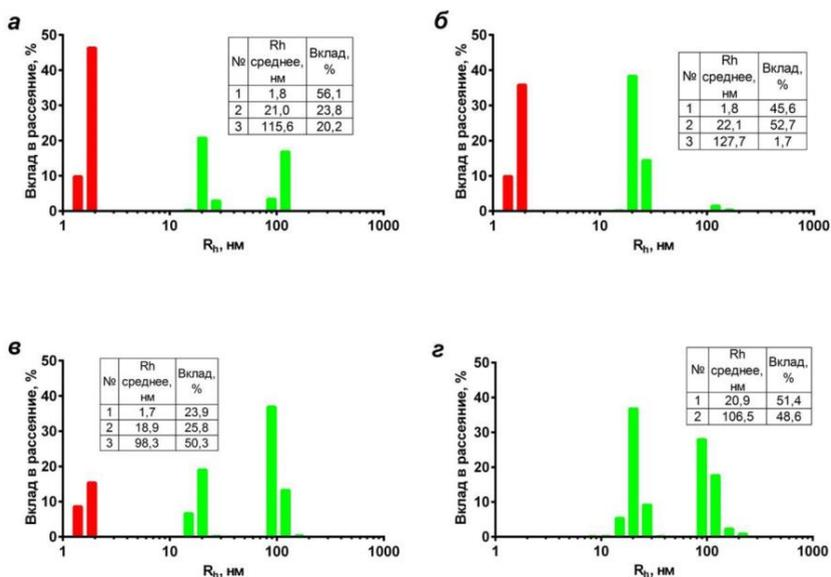 а
Вклад в рассеяние, %
50
40
30
20
10
0
1
10
100
1000
Rh, нм
№ Rh среднее, нм Вклад, %
1 1,8 56,1
2 21,0 23,8
3 115,6 20,2
б
Вклад в рассеяние, %
50
40
30
20
10
0
1
10
100
1000
Rh, нм
№ Rh среднее, нм Вклад, %
1 1,8 45,6
2 22,1 52,7
3 127,7 1,7
в
Вклад в рассеяние, %
50
40
30
20
10
0
1
10
100
1000
Rh, нм
№ Rh среднее, нм Вклад, %
1 1,7 23,9
2 18,9 25,8
3 98,3 50,3
г
Вклад в рассеяние, %
50
40
30
20
10
0
1
10
100
1000
Rh, нм
№ Rh среднее, нм Вклад, %
1 20,9 51,4
2 106,5 48,6